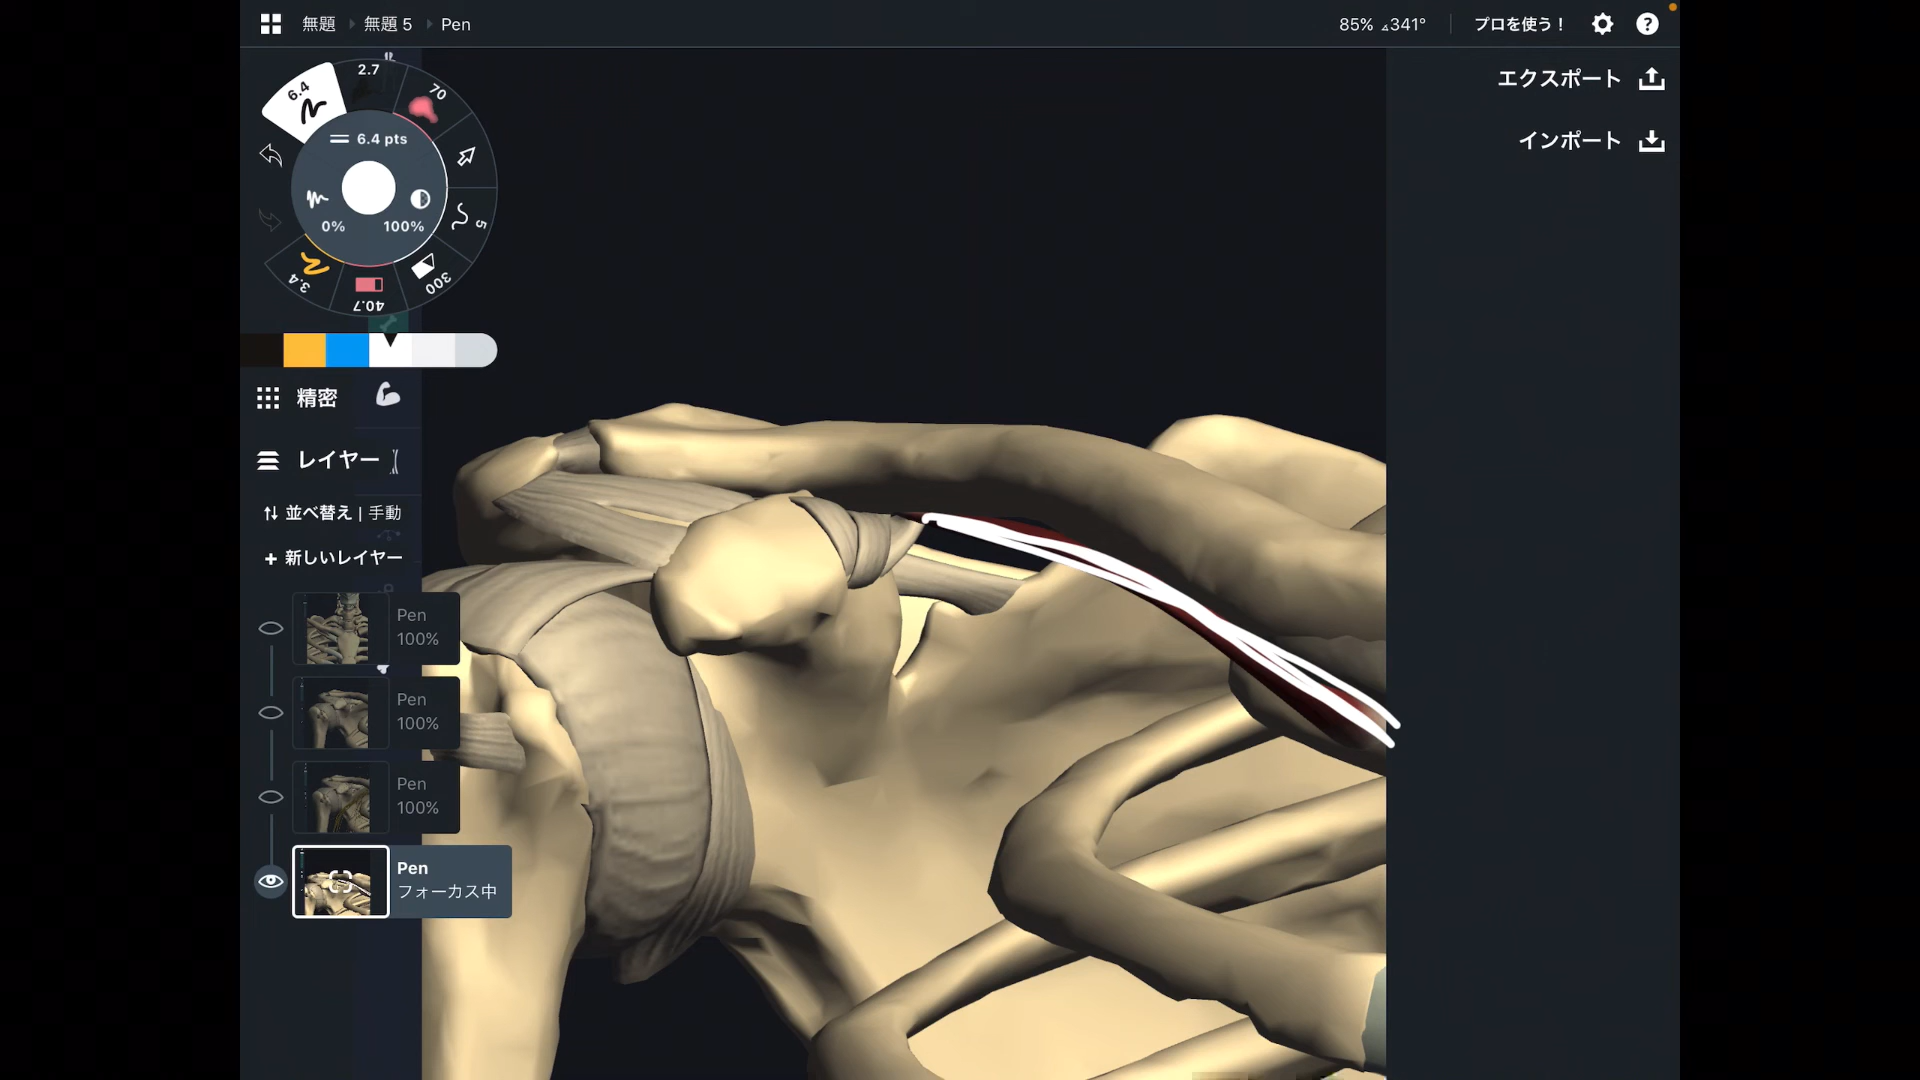 無題 無題 5 Pen
85% ⊿341° プロを使う！
エクスポート
インポート
2.7
6.4
70
6.4 pts
0% 100%
5
3.4
40.7
300
精密
レイヤー
並べ替え | 手動
+ 新しいレイヤー
Pen
100%
Pen
100%
Pen
100%
Pen
フォーカス中